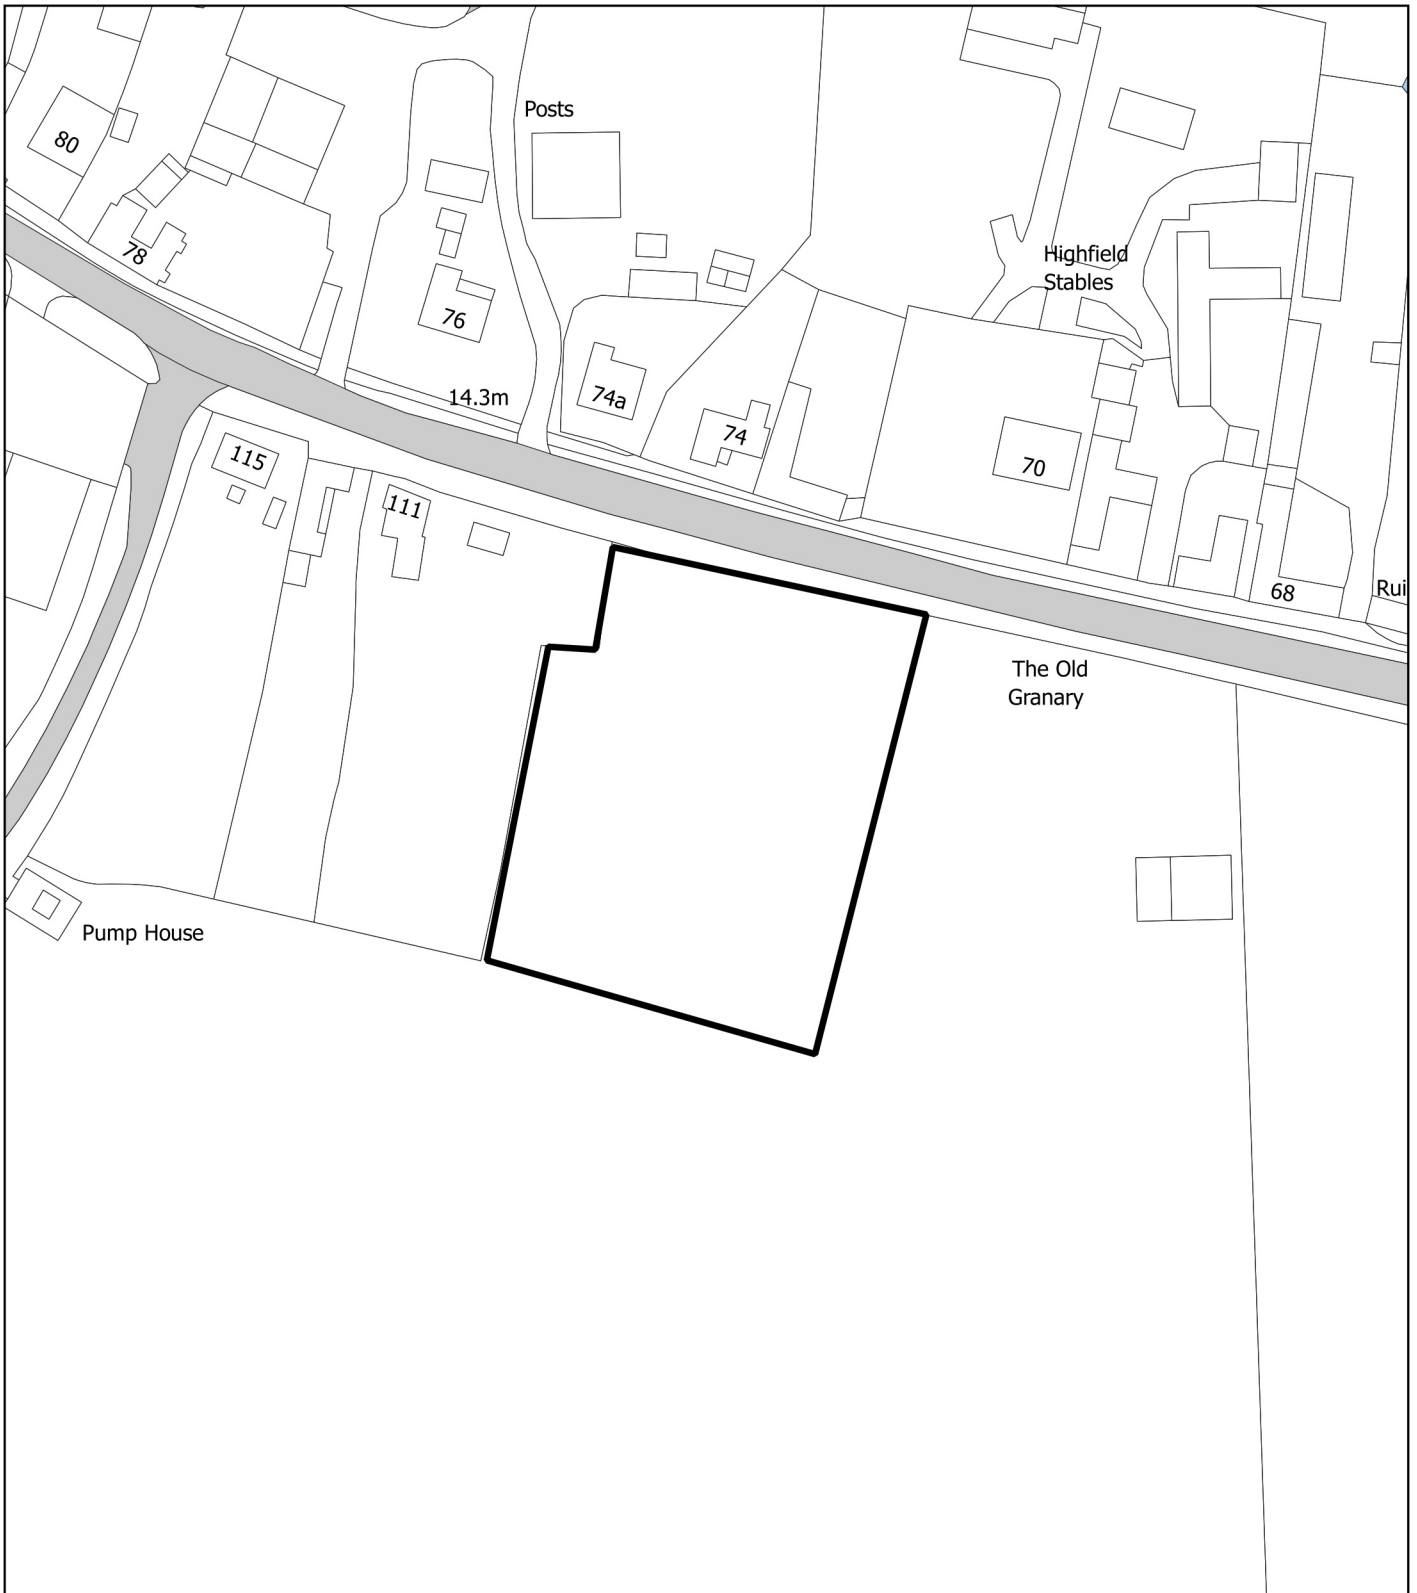 Posts
80
78
Highfield
Stables
76
14.3m
74a
74
115
70
111
68
Rui
The Old
Granary
Pump House